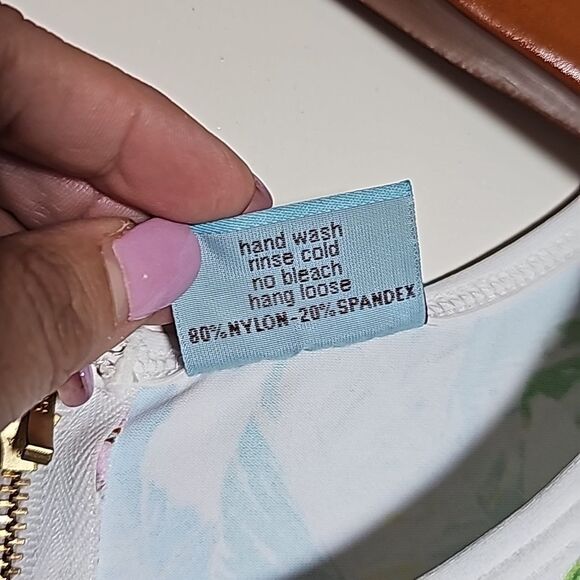 hand wash
rinse cold
no bleach
hang loose
80%NYLON-20%SPANDEX